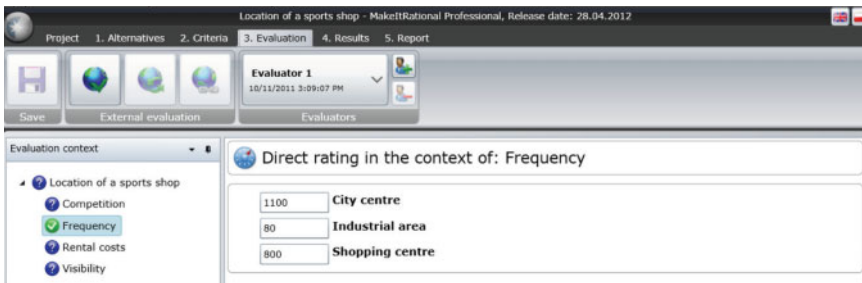 Location of a sports shop - MakeItRational Professional, Release date: 28.04.2012
Project 1. Alternatives 2. Criteria 3. Evaluation 4. Results 5. Report
Evaluator 1
10/11/2011 3:09:07 PM
Save External evaluation Evaluators
Evaluation context
Direct rating in the context of: Frequency
Location of a sports shop
Competition
Frequency
Rental costs
Visibility
1100 City centre
80 Industrial area
800 Shopping centre